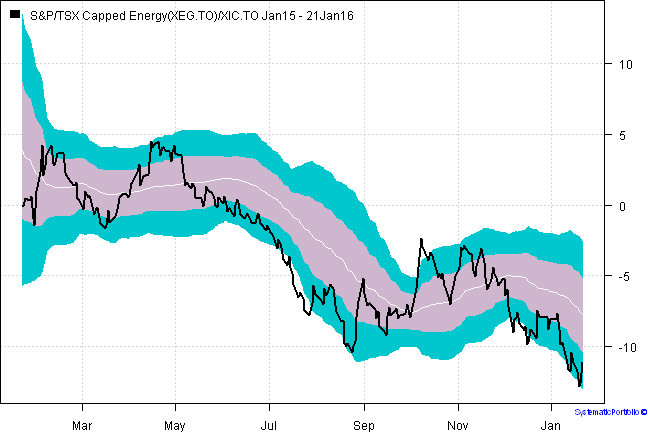 S&P/TSX Capped Energy(XEG.TO)/XIC.TO Jan15 - 21Jan16
10
5
0
-5
-10
Mar May Jul Sep Nov Jan
SystematicPortfolio ©